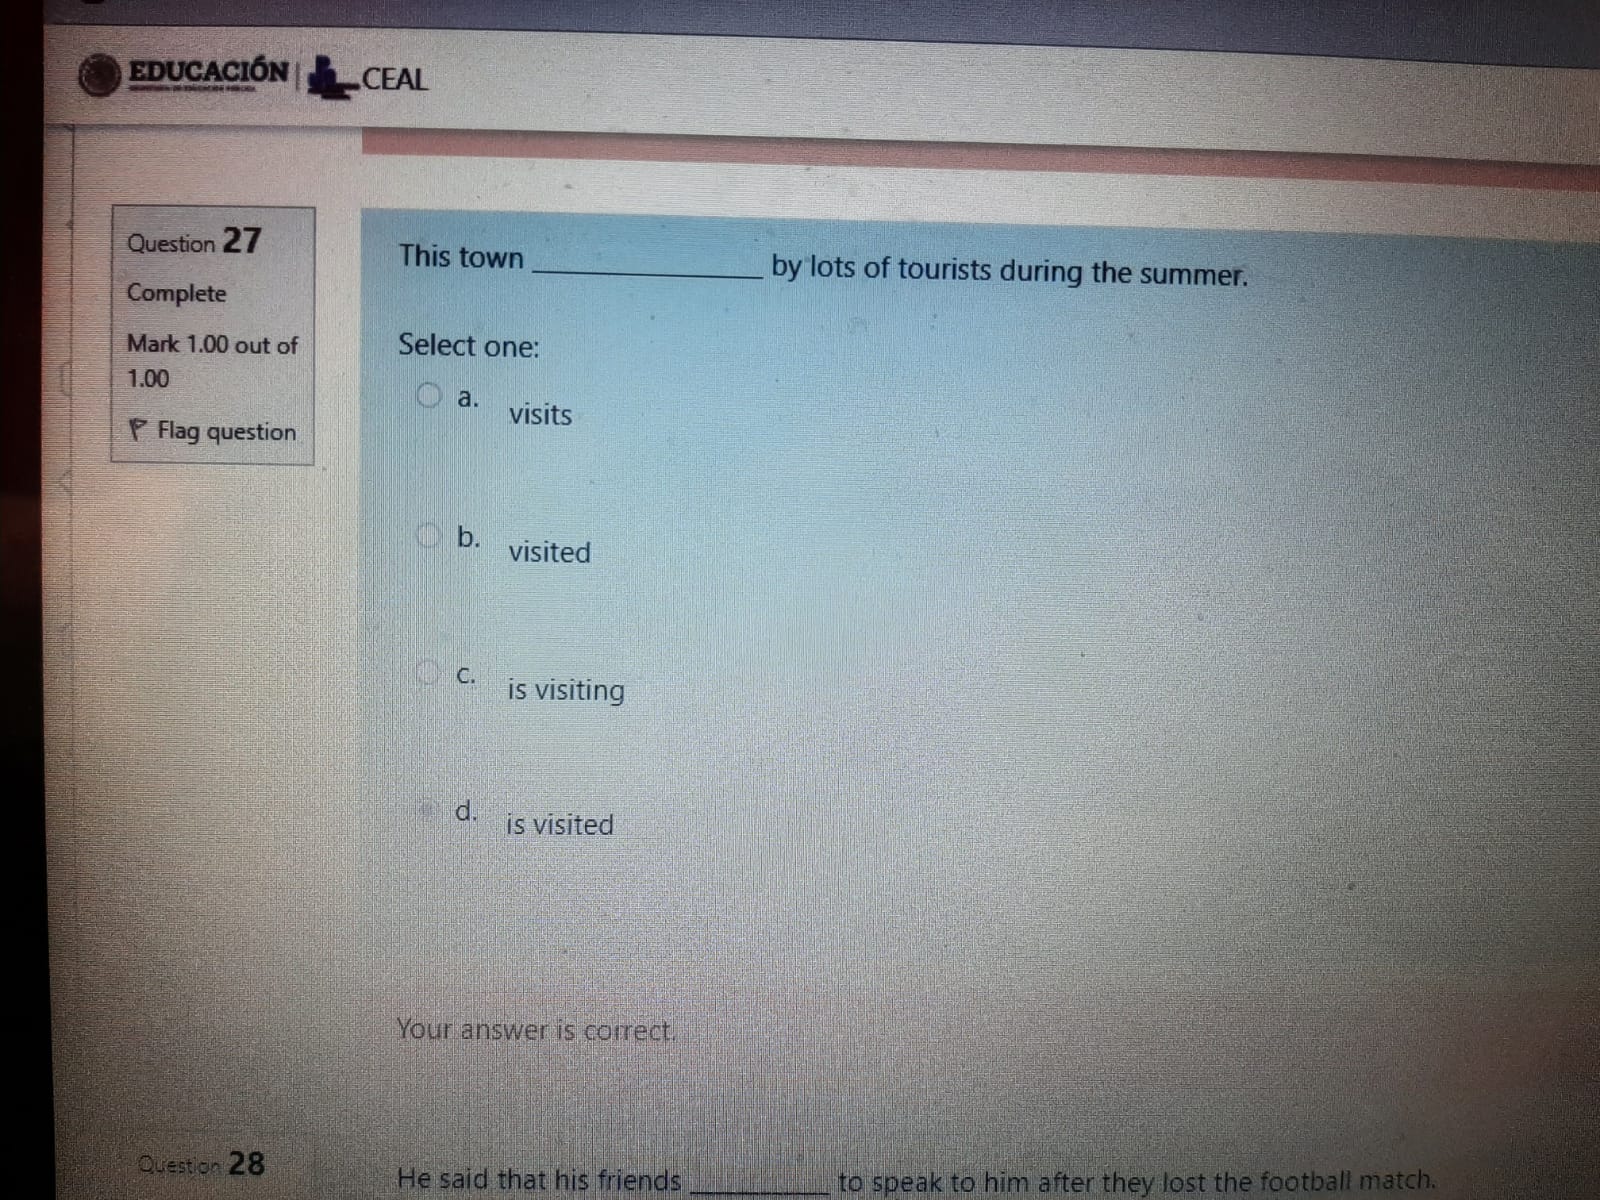 EDUCACIÓN
CEAL
Question 27
Complete
Mark 1.00 out of
1.00
Flag question
This town ______________ by lots of tourists during the summer.
Select one:
a. visits
b. visited
c. is visiting
d. is visited
Your answer is correct.
Question 28
He said that his friends __________ to speak to him after they lost the football match.